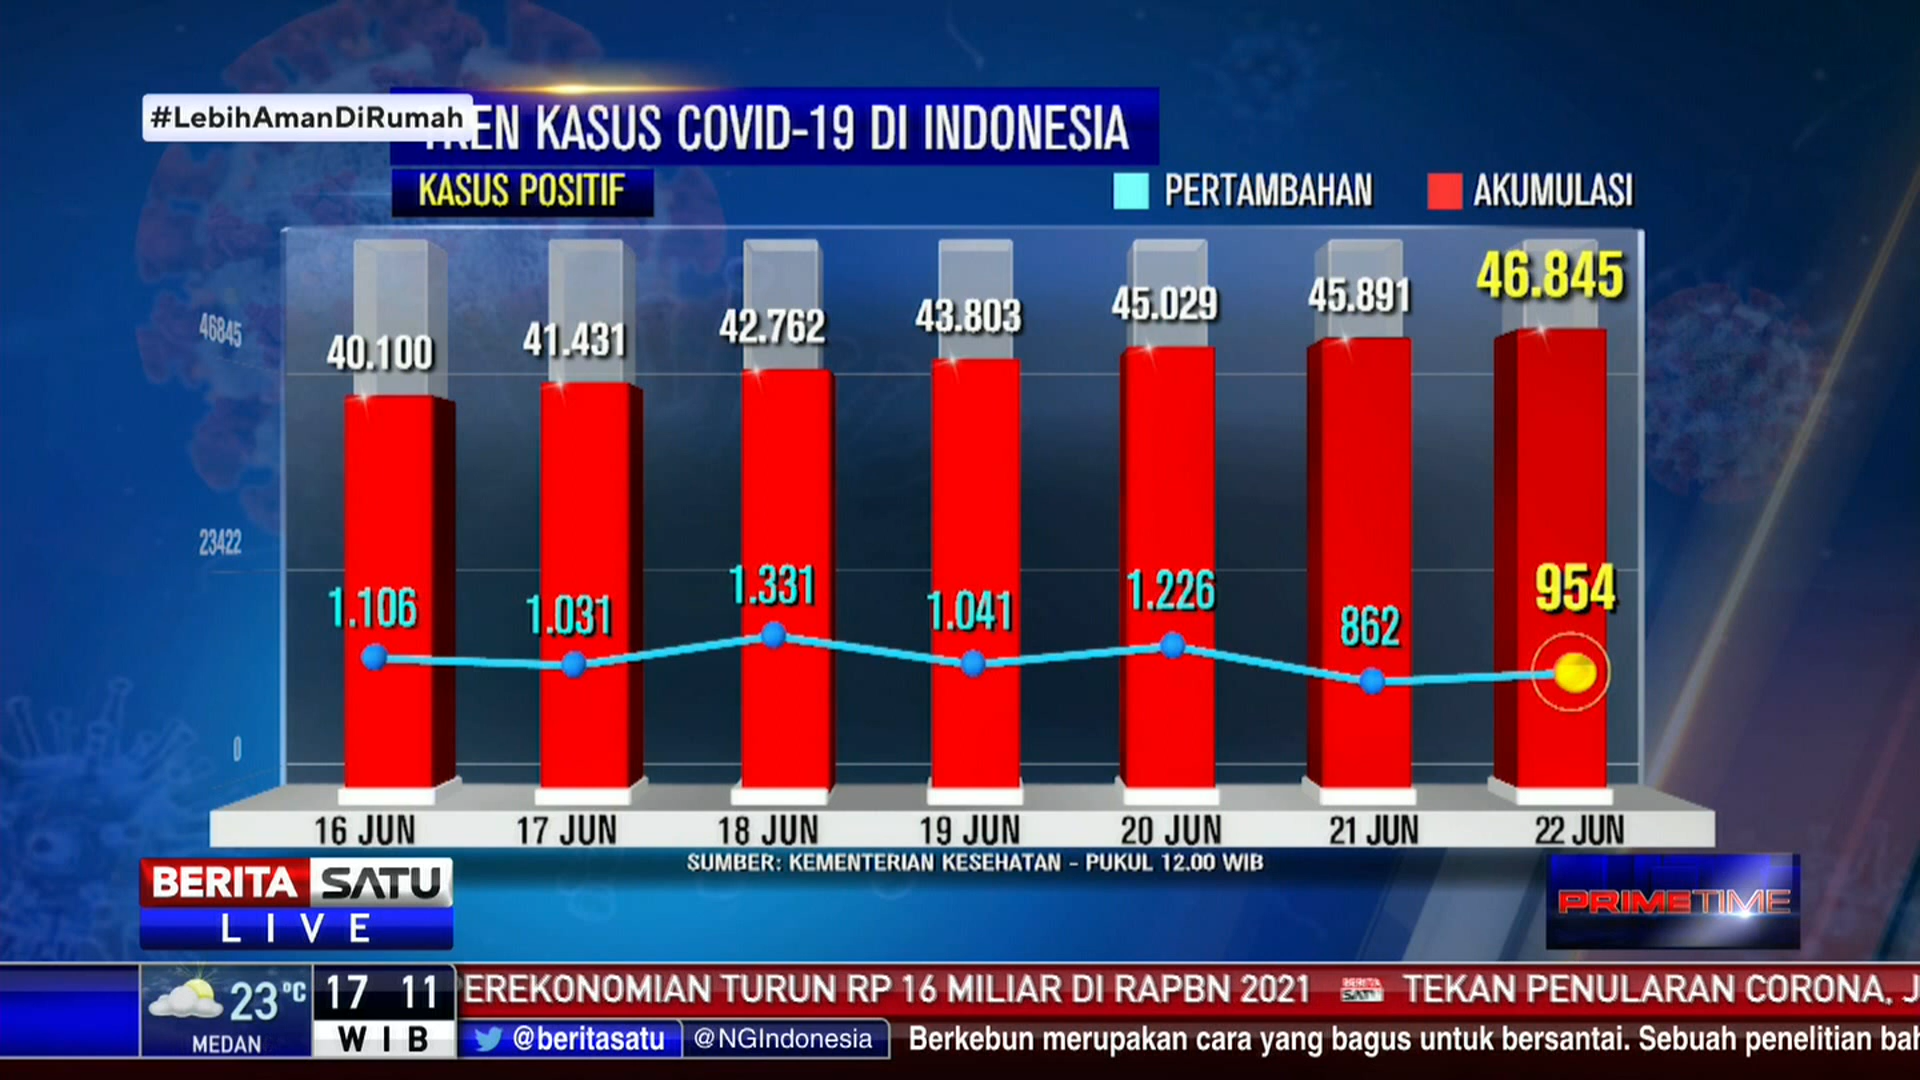 #LebihAmanDiRumah
TREN KASUS COVID-19 DI INDONESIA
KASUS POSITIF
PERTAMBAHAN
AKUMULASI
46845
23422
0
40.100
41.431
42.762
43.803
45.029
45.891
46.845
1.106
1.031
1.331
1.041
1.226
862
954
16 JUN
17 JUN
18 JUN
19 JUN
20 JUN
21 JUN
22 JUN
SUMBER: KEMENTERIAN KESEHATAN - PUKUL 12.00 WIB
BERITA SATU
LIVE
PRIMETIME
23°C
MEDAN
17 11
WIB
EREKONOMIAN TURUN RP 16 MILIAR DI RAPBN 2021 BERITA SATU TEKAN PENULARAN CORONA, J
@beritasatu
@NGIndonesia
Berkebun merupakan cara yang bagus untuk bersantai. Sebuah penelitian bah